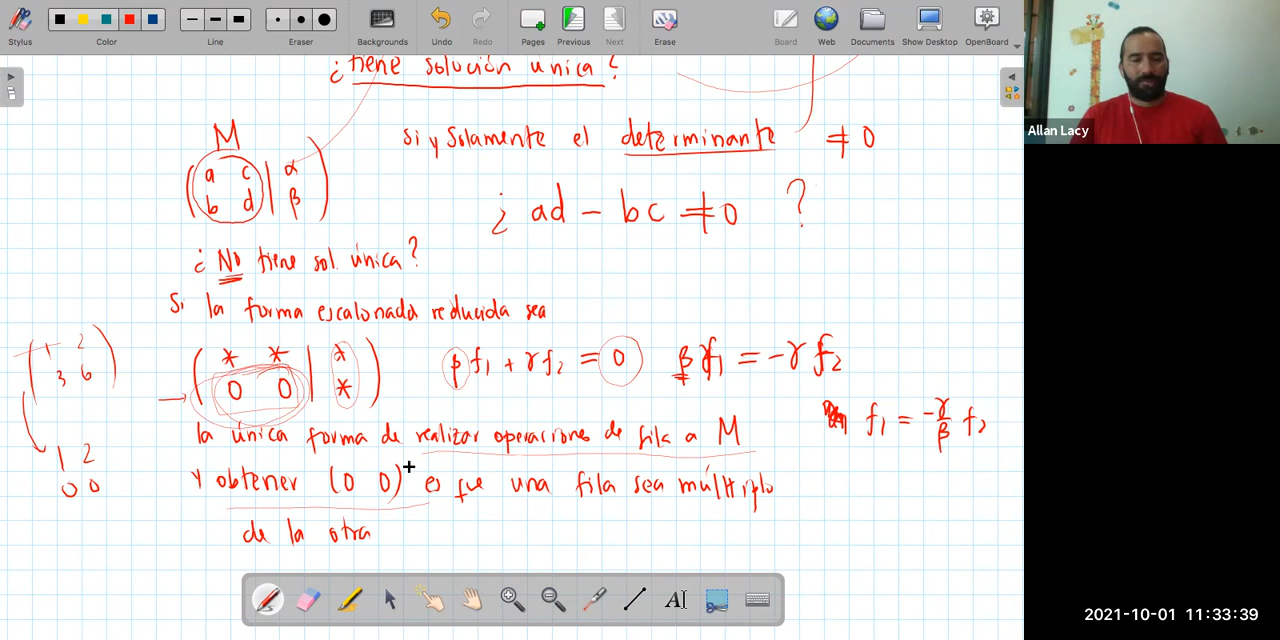 Stylus
Color
Line
Eraser
Backgrounds
Undo
Redo
Pages
Previous
Next
Erase
Board
Web
Documents
Show Desktop
OpenBoard
Allan Lacy
¿tiene solución unica?
M
si y solamente el determinante ≠ 0
( a c | α )
( b d | β )
¿ ad - bc ≠ 0 ?
¿ No tiene sol. única?
Si la forma escalonada reducida sea
( 1 2 )
( 3 6 )
( * * | * )
( 0 0 | * )
βf₁ + γf₂ = 0
βf₁ = -γf₂
f₁ = -γ/β f₂
la única forma de realizar operaciones de fila a M
1 2
0 0
y obtener (0 0) es que una fila sea múltiplo
de la otra
2021-10-01 11:33:39